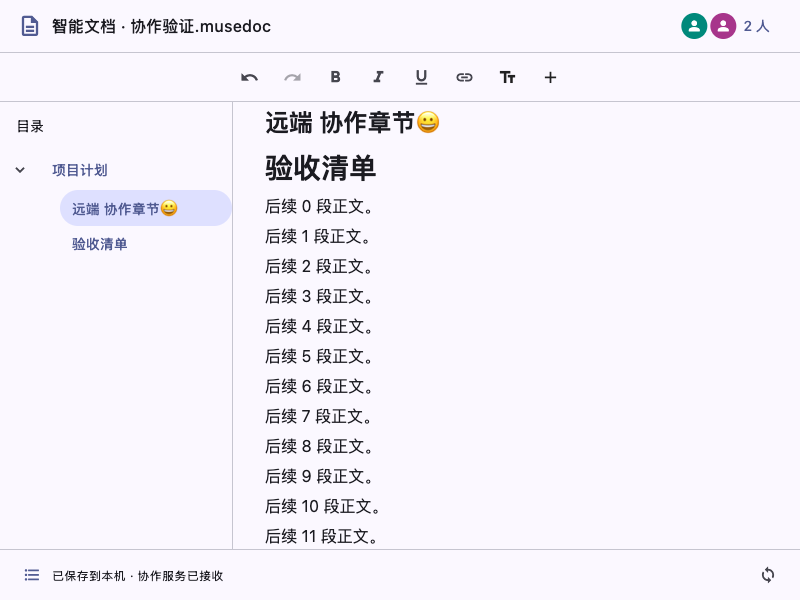 智能文档 · 协作验证.musedoc
2 人
B I U Tt +
目录
项目计划
远端 协作章节😀
验收清单
远端 协作章节😀
验收清单
后续 0 段正文。
后续 1 段正文。
后续 2 段正文。
后续 3 段正文。
后续 4 段正文。
后续 5 段正文。
后续 6 段正文。
后续 7 段正文。
后续 8 段正文。
后续 9 段正文。
后续 10 段正文。
后续 11 段正文。
已保存到本机 · 协作服务已接收